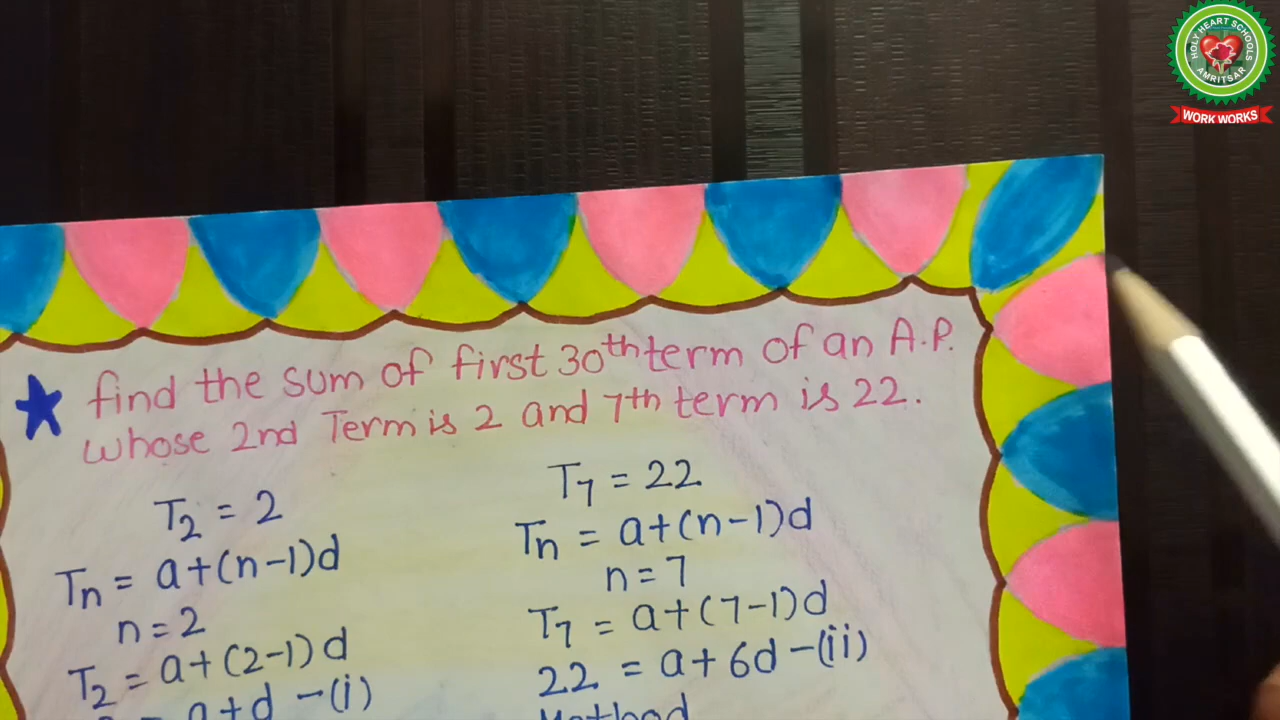 HOLY HEART SCHOOLS
AMRITSAR
WORK WORKS
find the sum of first 30th term of an A.P.
whose 2nd Term is 2 and 7th term is 22.
T2 = 2
Tn = a+(n-1)d
n=2
T2 = a+(2-1)d
= a+d -(i)
T7 = 22
Tn = a+(n-1)d
n=7
T7 = a+(7-1)d
22 = a+6d -(ii)
Method